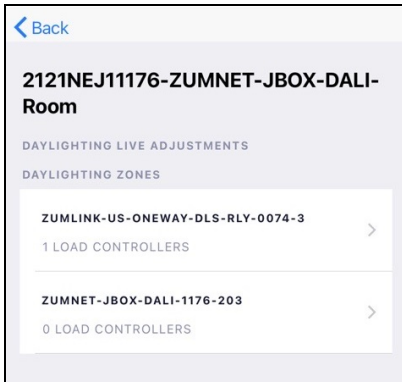 Back
2121NEJ11176-ZUMNET-JBOX-DALI-
Room
DAYLIGHTING LIVE ADJUSTMENTS
DAYLIGHTING ZONES
ZUMLINK-US-ONEWAY-DLS-RLY-0074-3
1 LOAD CONTROLLERS
ZUMNET-JBOX-DALI-1176-203
0 LOAD CONTROLLERS